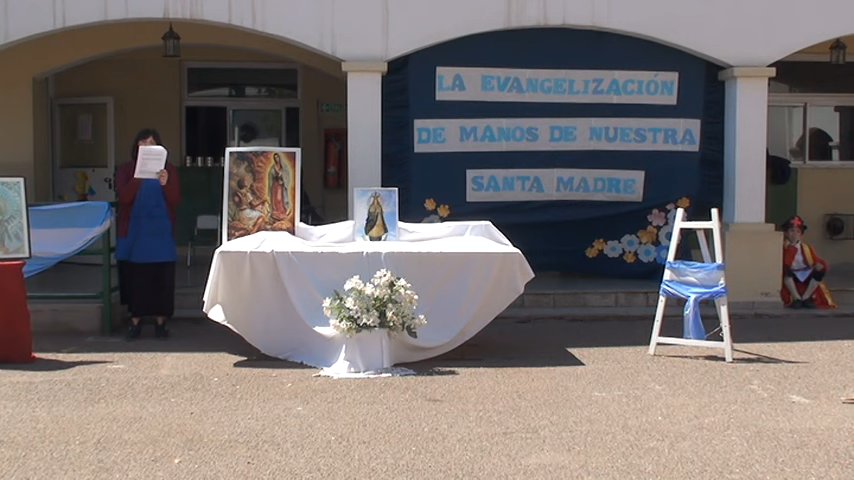 LA EVANGELIZACIÓN
DE MANOS DE NUESTRA
SANTA MADRE